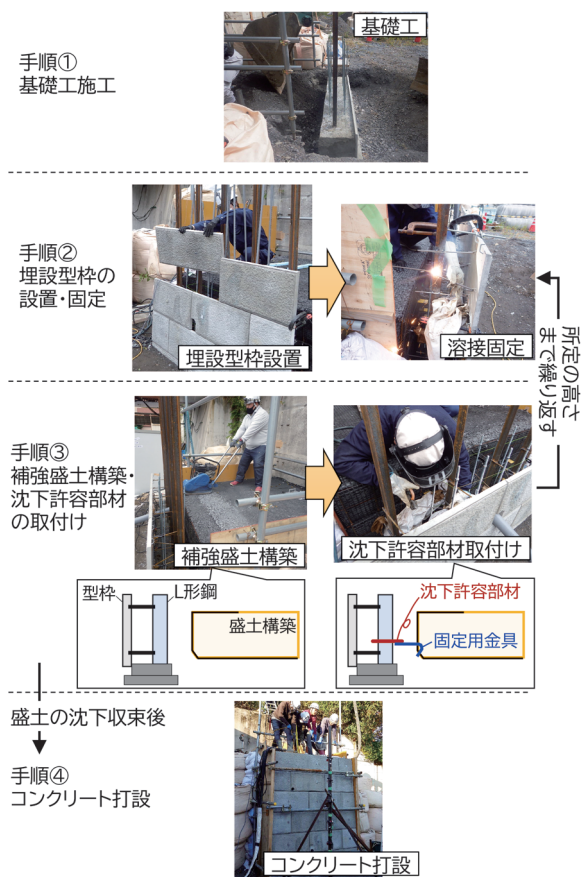 手順①
基礎工施工
基礎工
手順②
埋設型枠の
設置・固定
埋設型枠設置
溶接固定
所定の高さ
まで繰り返す
手順③
補強盛土構築・
沈下許容部材
の取付け
補強盛土構築
沈下許容部材取付け
型枠
L形鋼
盛土構築
沈下許容部材
固定用金具
盛土の沈下収束後
手順④
コンクリート打設
コンクリート打設